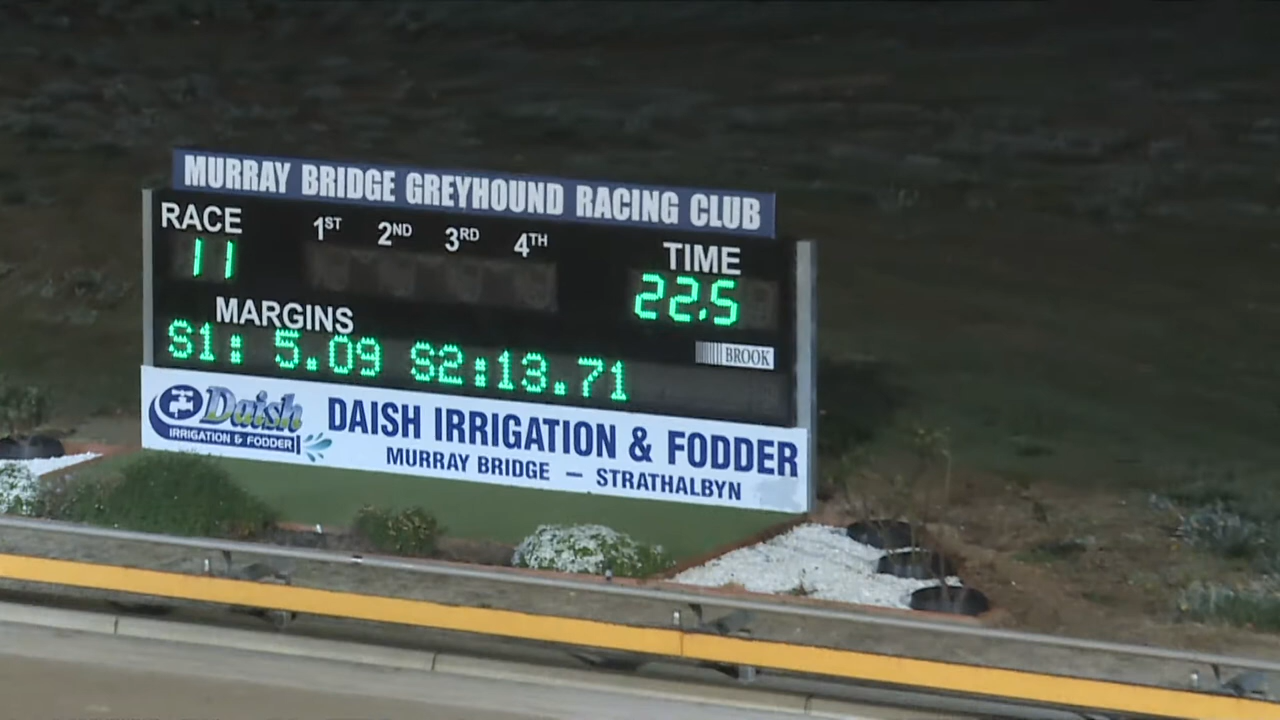 MURRAY BRIDGE GREYHOUND RACING CLUB
RACE 1ST 2ND 3RD 4TH TIME
11 22.5
MARGINS
S1: 5.09 S2:13.71
BROOK
Daish
IRRIGATION & FODDER
DAISH IRRIGATION & FODDER
MURRAY BRIDGE – STRATHALBYN